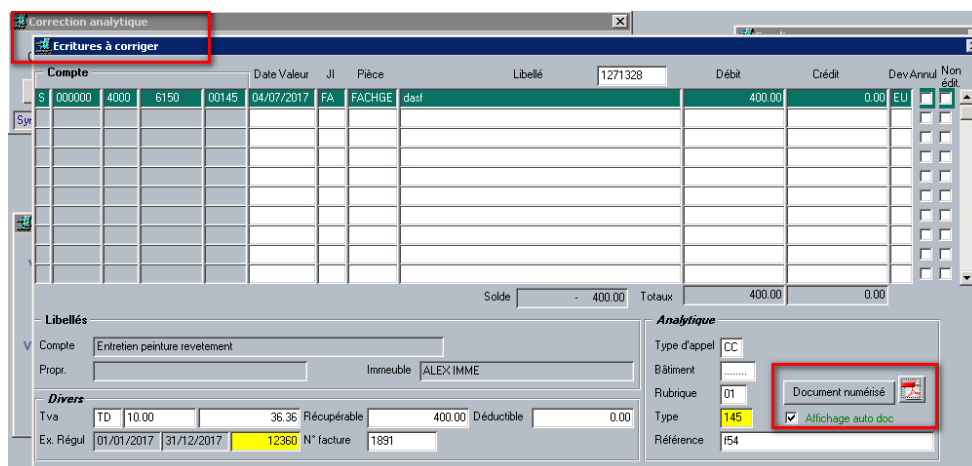 Correction analytique
Ecritures à corriger
Compte Date Valeur Jl Pièce Libellé 1271328 Débit Crédit Dev Annul Non édit.
S 000000 4000 6150 00145 04/07/2017 FA FACHGE dasf 400.00 0.00 EU
Solde - 400.00 Totaux 400.00 0.00
Libellés
Compte Entretien peinture revetement
Propr. Immeuble ALEX IMME
Divers
Tva TD 10.00 36.36 Récupérable 400.00 Déductible 0.00
Ex. Régul 01/01/2017 31/12/2017 12360 N° facture 1891
Analytique
Type d'appel CC
Bâtiment ........
Rubrique 01
Document numérisé
Type 145
Affichage auto doc
Référence f54